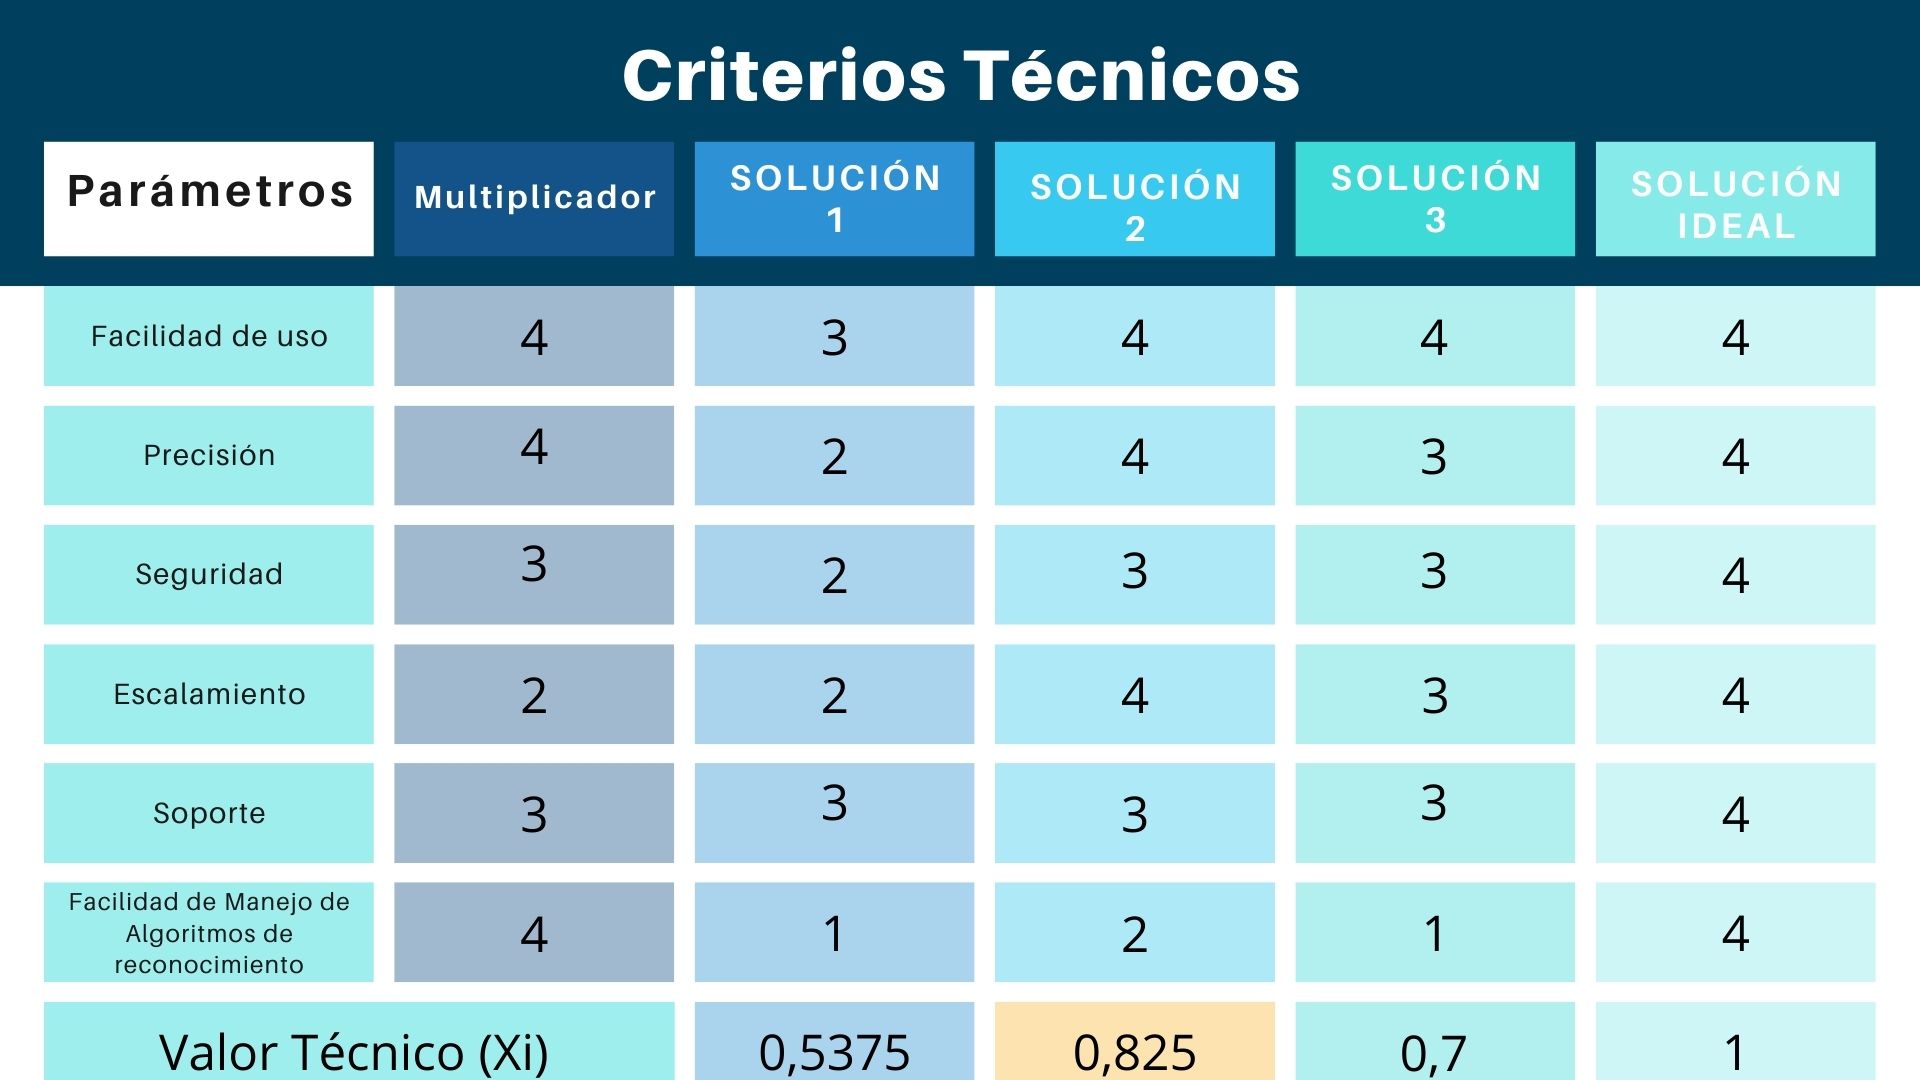 Criterios Técnicos
Parámetros
Multiplicador
SOLUCIÓN
1
SOLUCIÓN
2
SOLUCIÓN
3
SOLUCIÓN
IDEAL
Facilidad de uso
4
3
4
4
4
Precisión
4
2
4
3
4
Seguridad
3
2
3
3
4
Escalamiento
2
2
4
3
4
Soporte
3
3
3
3
4
Facilidad de Manejo de
Algoritmos de
reconocimiento
4
1
2
1
4
Valor Técnico (Xi)
0,5375
0,825
0,7
1